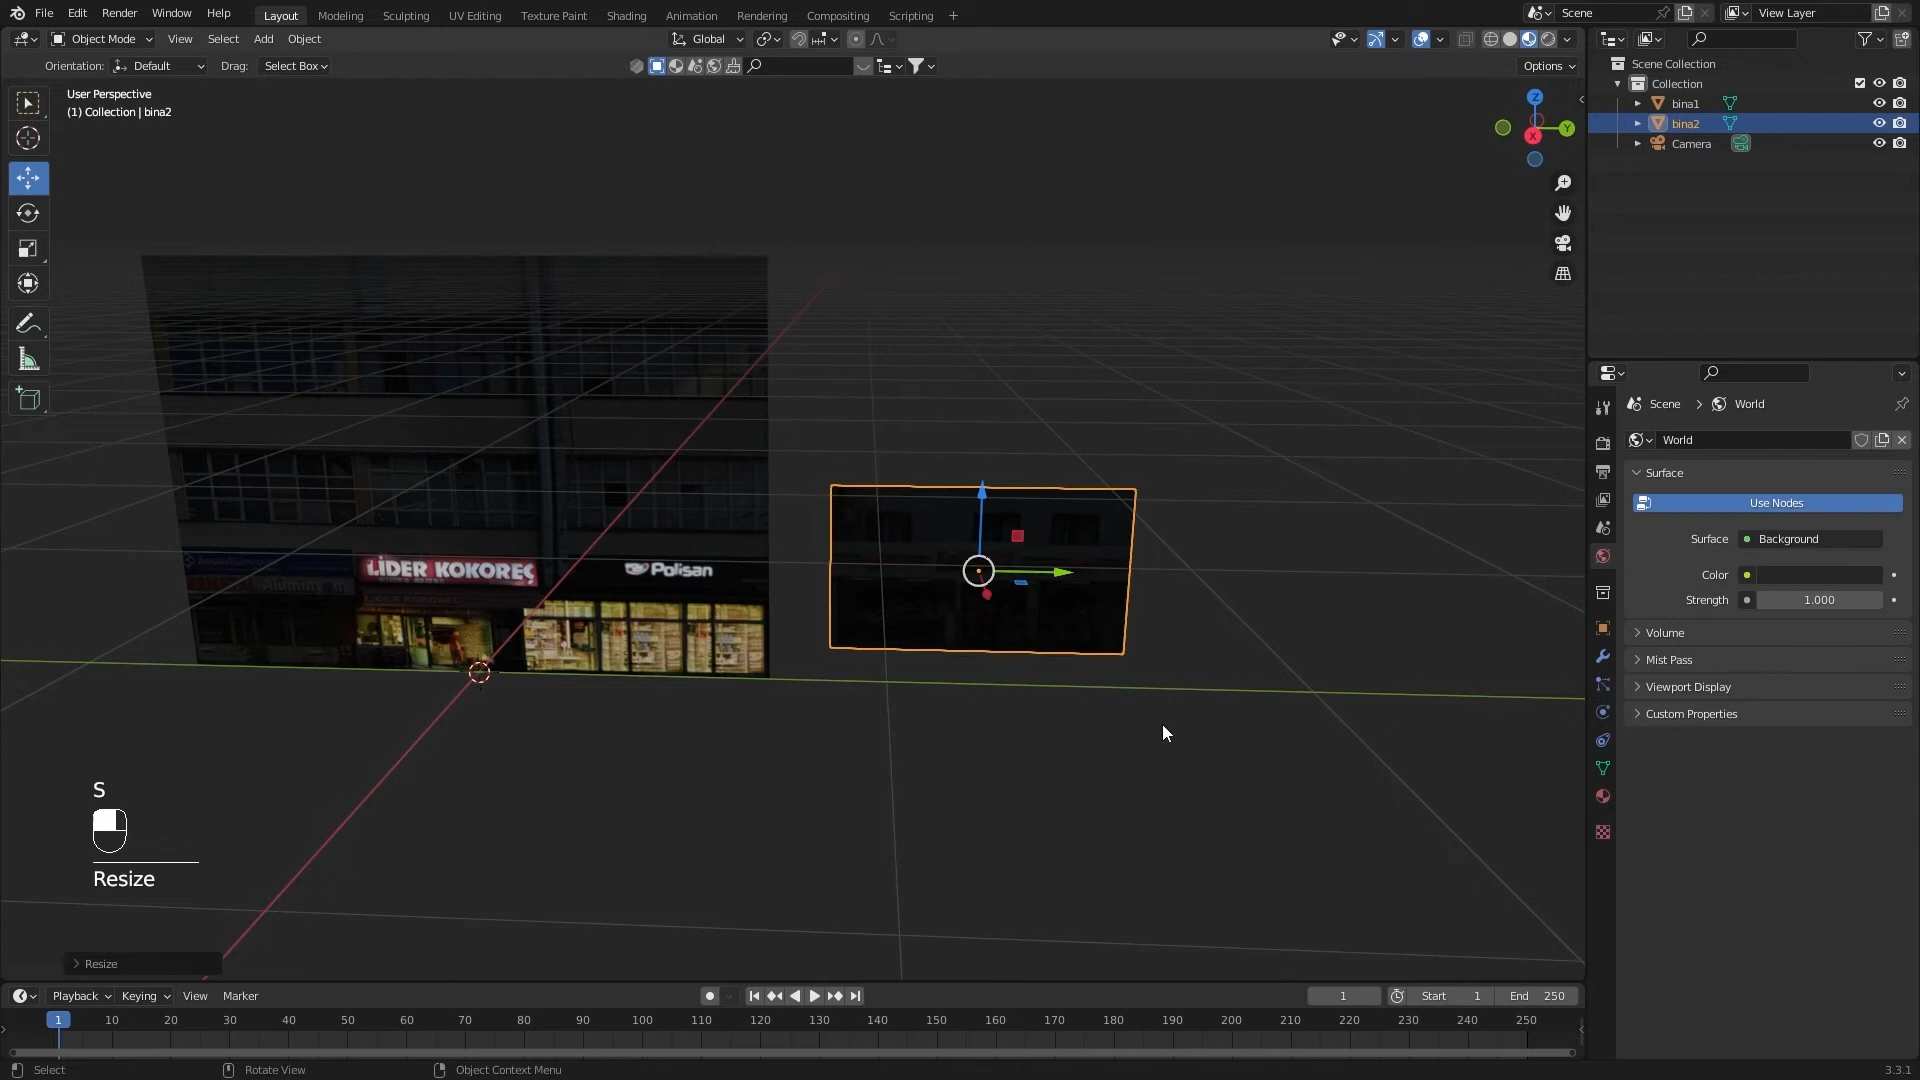 File Edit Render Window Help Layout Modeling Sculpting UV Editing Texture Paint Shading Animation Rendering Compositing Scripting + Scene View Layer
Object Mode View Select Add Object Global
Orientation: Default Drag: Select Box Options
User Perspective
(1) Collection | bina2
Z
Y
X
Scene Collection
Collection
bina1
bina2
Camera
Scene > World
World
Surface
Use Nodes
Surface Background
Color
Strength 1.000
Volume
Mist Pass
Viewport Display
Custom Properties
LİDER KOKOREÇ
Polisan
LİDER KOKOREÇ
S
Resize
Resize
Playback Keying View Marker 1 Start 1 End 250
1 10 20 30 40 50 60 70 80 90 100 110 120 130 140 150 160 170 180 190 200 210 220 230 240 250
Select Rotate View Object Context Menu 3.3.1